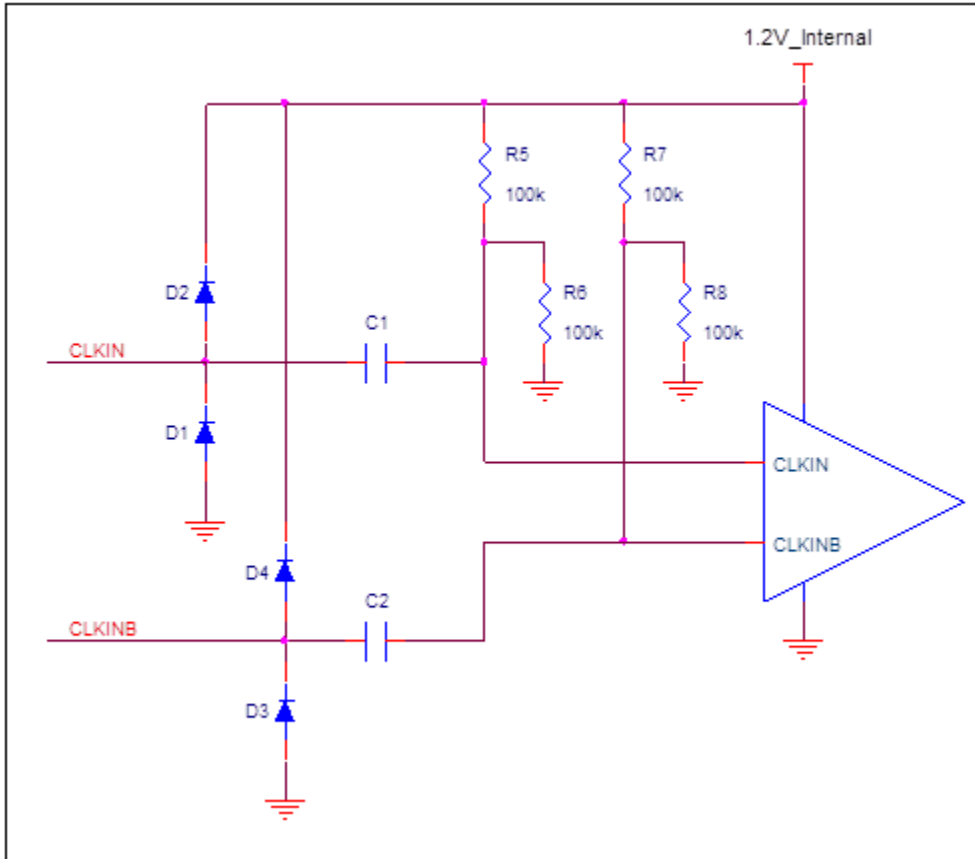 1.2V_Internal
R5
100k
R7
100k
D2
R6
100k
R8
100k
C1
CLKIN
D1
CLKIN
CLKINB
D4
C2
CLKINB
D3